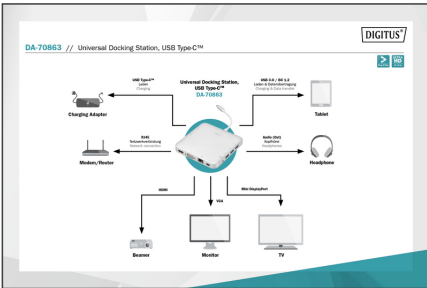 DIGITUS®
DA-70863 // Universal Docking Station, USB Type-C™
USB Type-C™
Laden
Charging
Universal Docking Station,
USB Type-C™
DA-70863
USB 3.0 / BC 1.2
Laden & Datenübertragung
Charging & Data transfer
Charging Adapter
Tablet
RJ45
Netzwerkverbindung
Network connection
Audio (Out)
Kopfhörer
Headphones
Modem/Router
Headphone
HDMI
VGA
Mini DisplayPort
Beamer
Monitor
TV